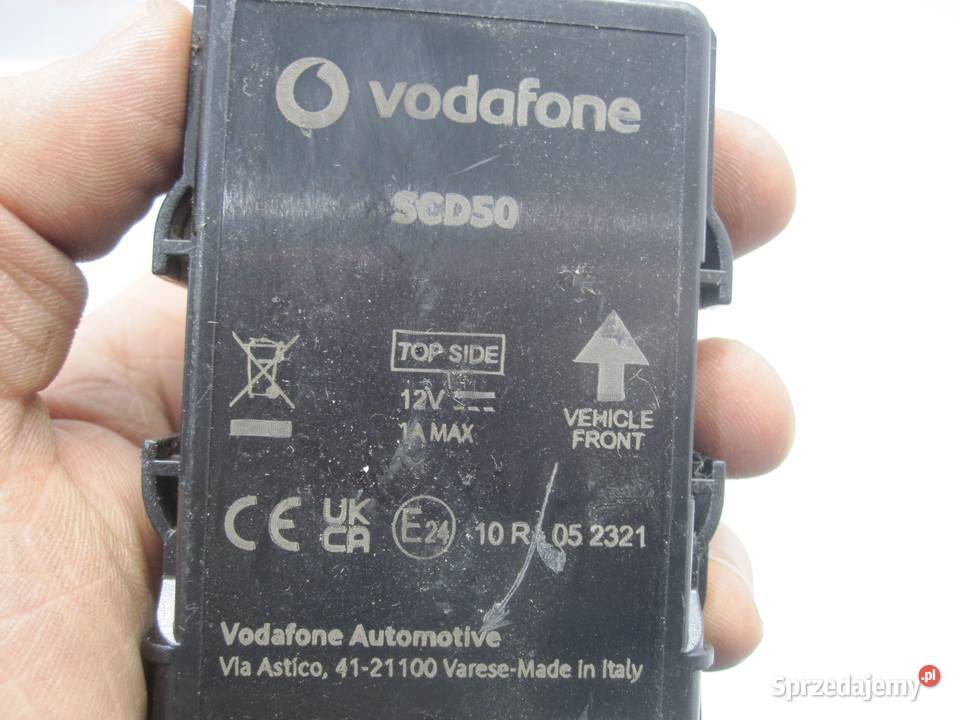 vodafone
SCD50
TOP SIDE
12V
1A MAX
VEHICLE
FRONT
CE
UK
CA
E24
10 R - 05 2321
Vodafone Automotive
Via Astico, 41-21100 Varese-Made in Italy
Sprzedajemy.pl